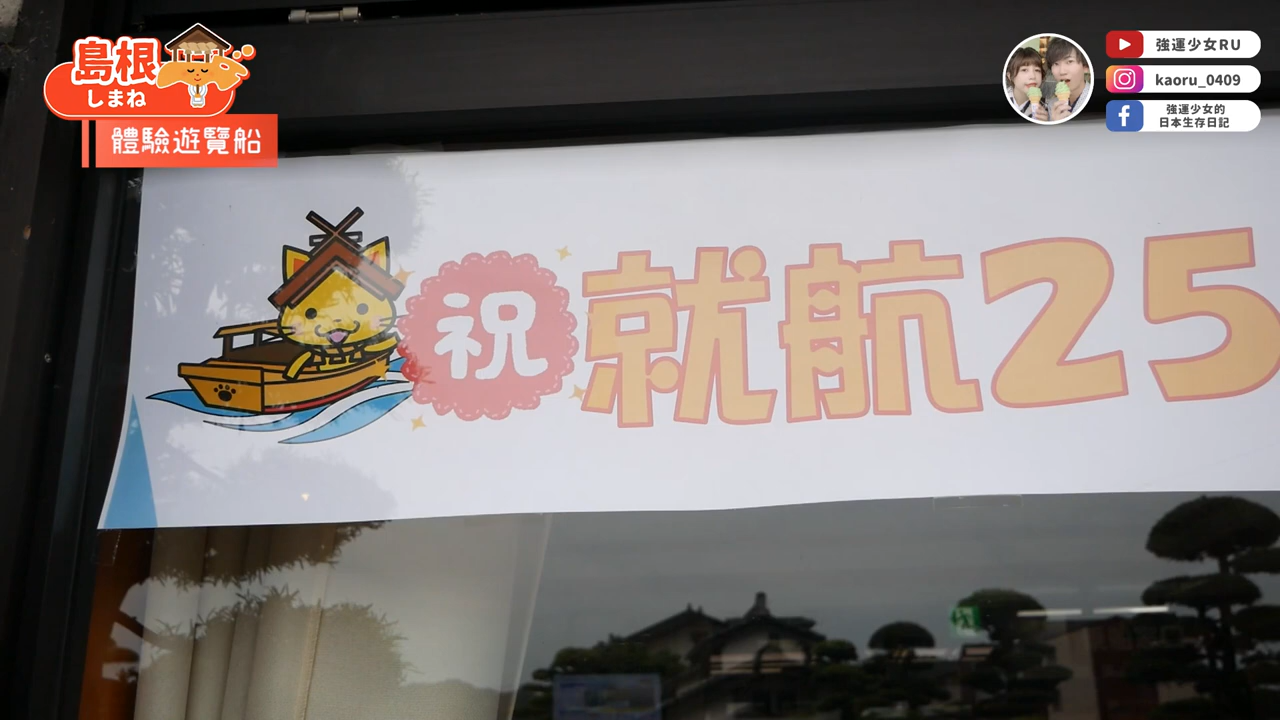 島根
しまね
體驗遊覽船
強運少女RU
kaoru_0409
強運少女的
日本生存日記
祝 就航25